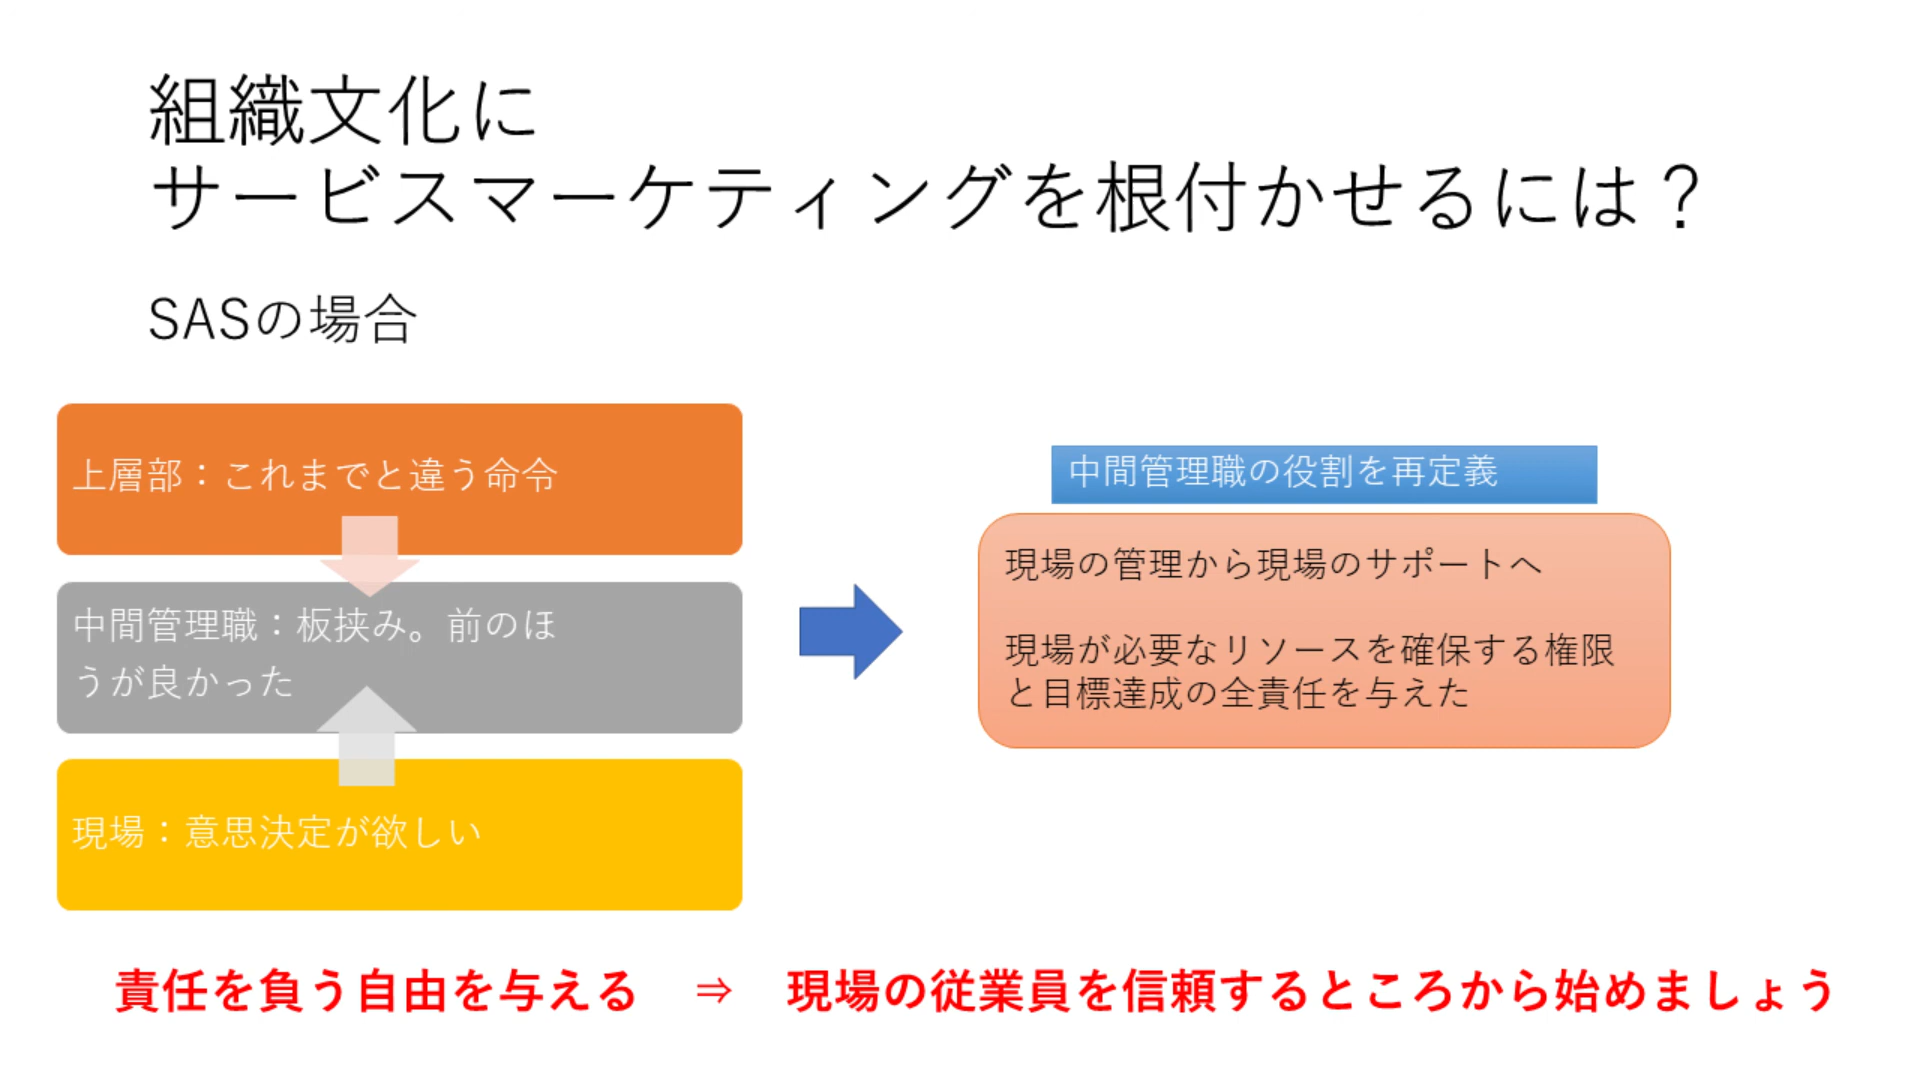 組織文化に
サービスマーケティングを根付かせるには？
SASの場合
上層部：これまでと違う命令
中間管理職：板挟み。前のほ
うが良かった
現場：意思決定が欲しい
中間管理職の役割を再定義
現場の管理から現場のサポートへ
現場が必要なリソースを確保する権限
と目標達成の全責任を与えた
責任を負う自由を与える　⇒　現場の従業員を信頼するところから始めましょう